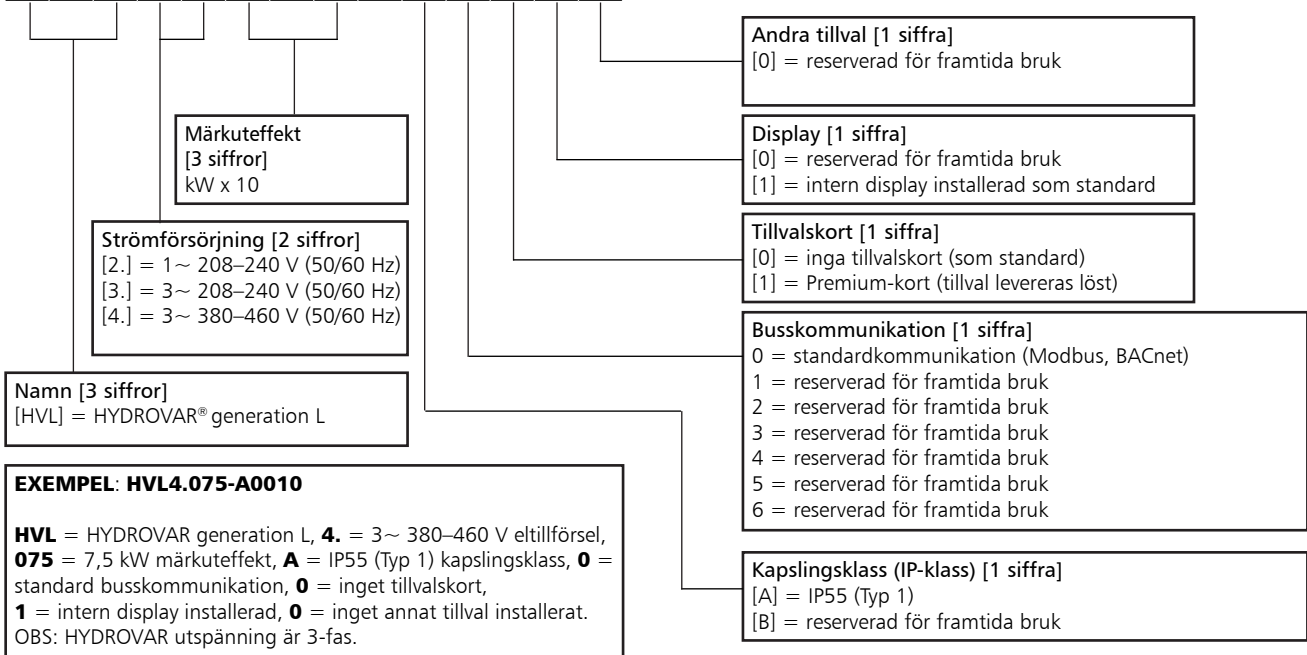 Andra tillval [1 siffra]
[0] = reserverad för framtida bruk
Märkuteffekt
[3 siffror]
kW x 10
Display [1 siffra]
[0] = reserverad för framtida bruk
[1] = intern display installerad som standard
Strömförsörjning [2 siffror]
[2.] = 1~ 208–240 V (50/60 Hz)
[3.] = 3~ 208–240 V (50/60 Hz)
[4.] = 3~ 380–460 V (50/60 Hz)
Tillvalskort [1 siffra]
[0] = inga tillvalskort (som standard)
[1] = Premium-kort (tillval levereras löst)
Busskommunikation [1 siffra]
0 = standardkommunikation (Modbus, BACnet)
1 = reserverad för framtida bruk
2 = reserverad för framtida bruk
3 = reserverad för framtida bruk
4 = reserverad för framtida bruk
5 = reserverad för framtida bruk
6 = reserverad för framtida bruk
Namn [3 siffror]
[HVL] = HYDROVAR® generation L
EXEMPEL: HVL4.075-A0010
HVL = HYDROVAR generation L, 4. = 3~ 380–460 V eltillförsel,
075 = 7,5 kW märkuteffekt, A = IP55 (Typ 1) kapslingsklass, 0 =
standard busskommunikation, 0 = inget tillvalskort,
1 = intern display installerad, 0 = inget annat tillval installerat.
OBS: HYDROVAR utspänning är 3-fas.
Kapslingsklass (IP-klass) [1 siffra]
[A] = IP55 (Typ 1)
[B] = reserverad för framtida bruk